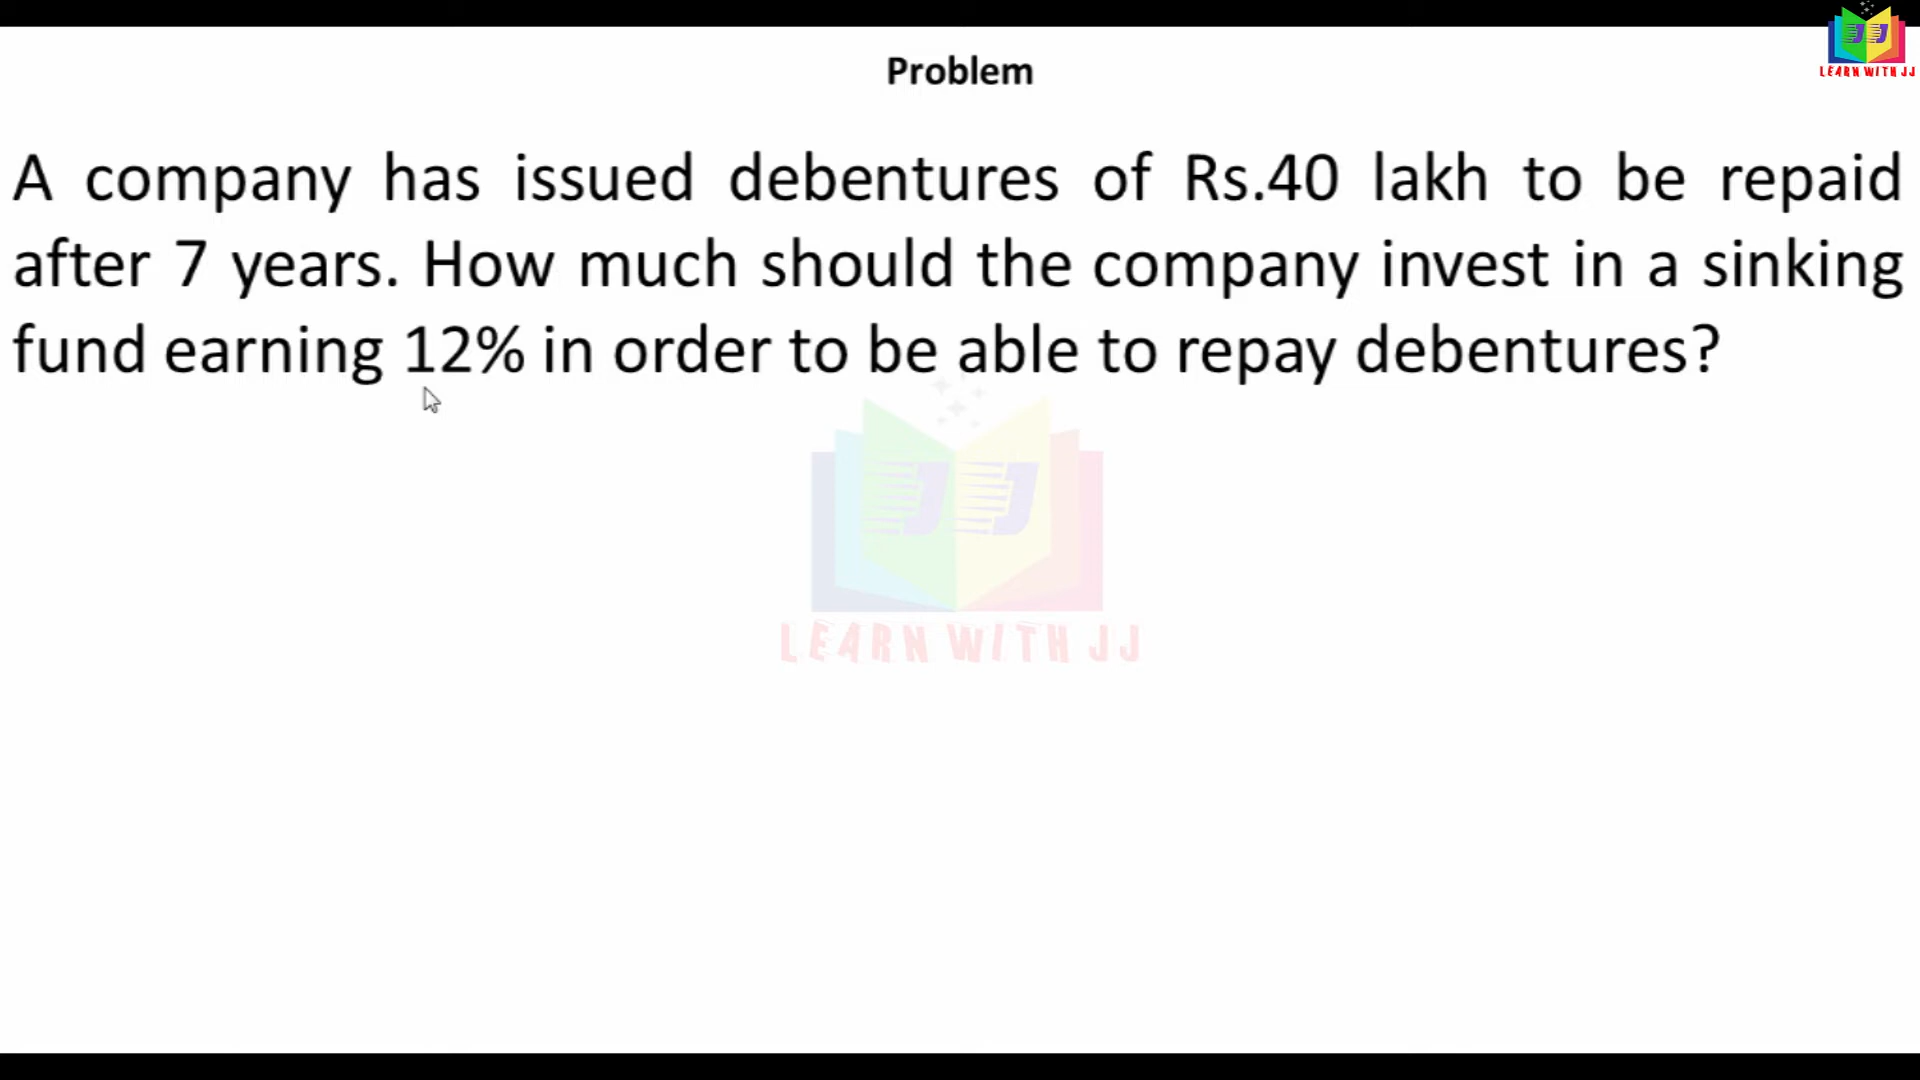 LEARN WITH JJ
Problem
A company has issued debentures of Rs.40 lakh to be repaid
after 7 years. How much should the company invest in a sinking
fund earning 12% in order to be able to repay debentures?
JJ
LEARN WITH JJ